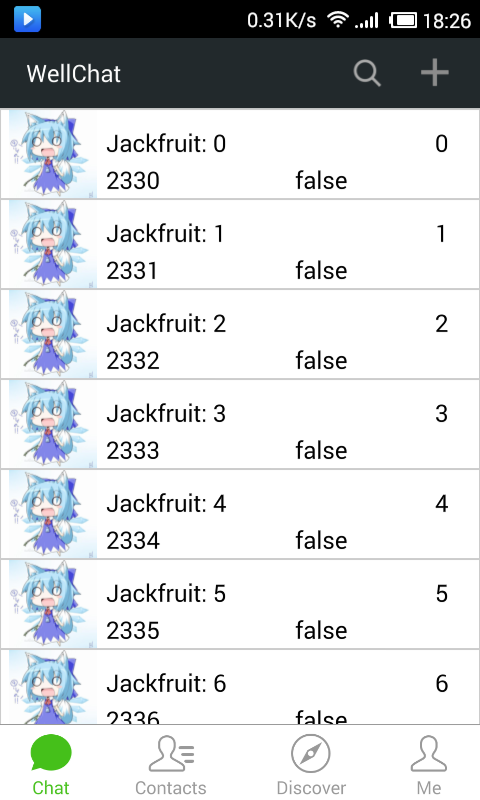 0.31K/s 18:26
WellChat
Jackfruit: 0 0
2330 false
Jackfruit: 1 1
2331 false
Jackfruit: 2 2
2332 false
Jackfruit: 3 3
2333 false
Jackfruit: 4 4
2334 false
Jackfruit: 5 5
2335 false
Jackfruit: 6 6
2336 false
Chat Contacts Discover Me